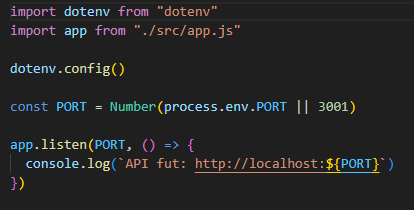 import dotenv from "dotenv"
import app from "./src/app.js"
dotenv.config()
const PORT = Number(process.env.PORT || 3001)
app.listen(PORT, () => {
  console.log(`API fut: http://localhost:${PORT}`)
})